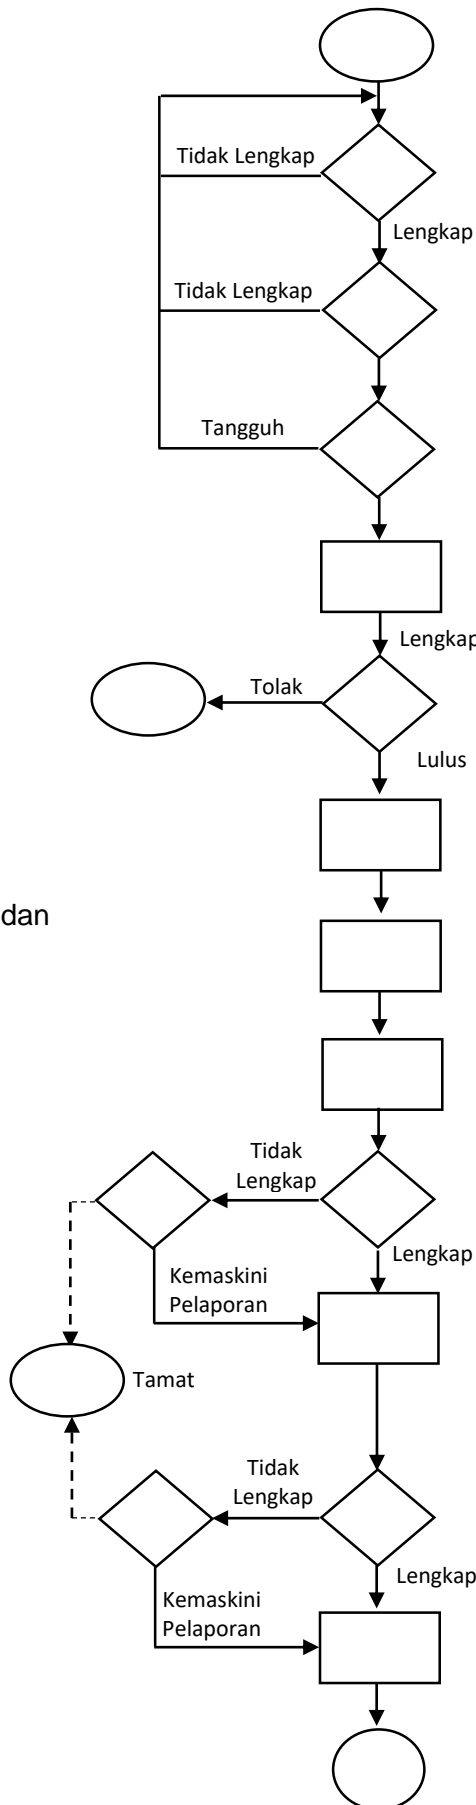 Tidak Lengkap
Lengkap
Tidak Lengkap
Tangguh
Lengkap
Tolak
Lulus
dan
Tidak
Lengkap
Lengkap
Kemaskini
Pelaporan
Tamat
Tidak
Lengkap
Lengkap
Kemaskini
Pelaporan